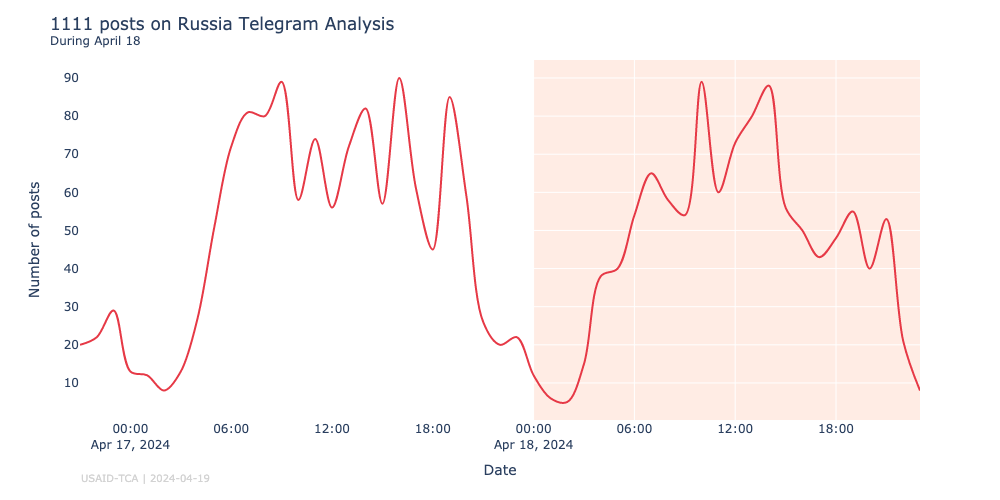 1111 posts on Russia Telegram Analysis
During April 18
90
80
70
60
50
40
30
20
10
Number of posts
00:00 06:00 12:00 18:00 00:00 06:00 12:00 18:00
Apr 17, 2024 Apr 18, 2024
Date
USAID-TCA | 2024-04-19